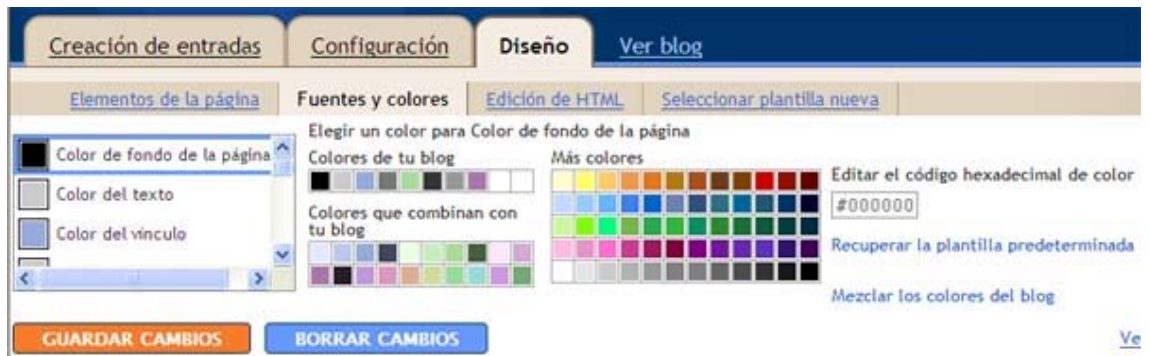 Creación de entradas Configuración Diseño Ver blog
Elementos de la página Fuentes y colores Edición de HTML Seleccionar plantilla nueva
Elegir un color para Color de fondo de la página
Color de fondo de la página
Color del texto
Color del vínculo
Colores de tu blog
Colores que combinan con
tu blog
Más colores
Editar el código hexadecimal de color
#000000
Recuperar la plantilla predeterminada
Mezclar los colores del blog
GUARDAR CAMBIOS BORRAR CAMBIOS Ve